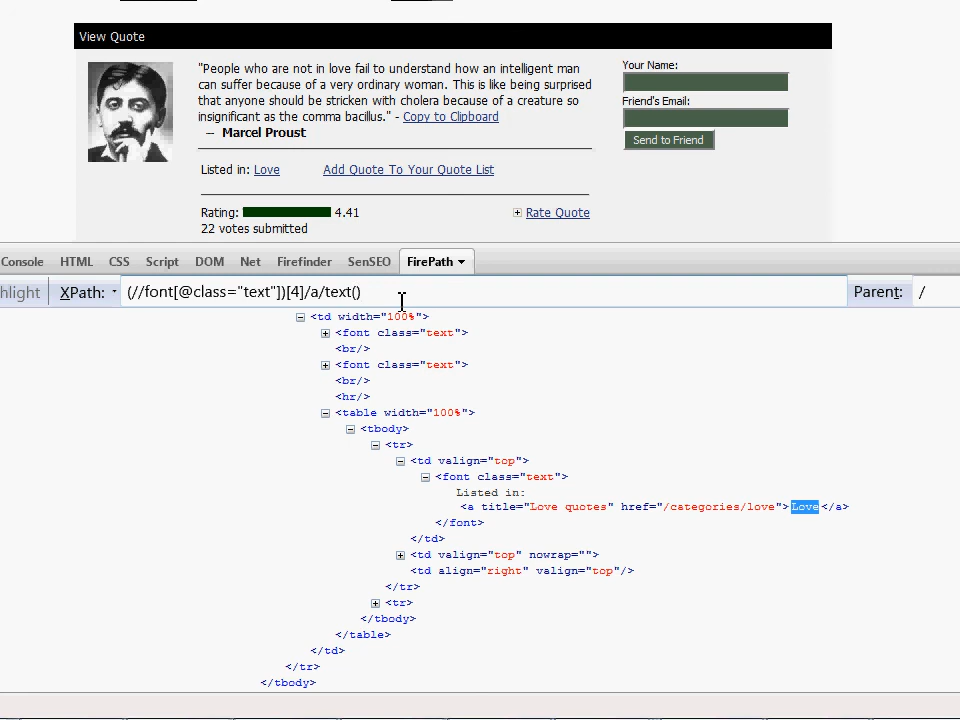 View Quote
"People who are not in love fail to understand how an intelligent man
can suffer because of a very ordinary woman. This is like being surprised
that anyone should be stricken with cholera because of a creature so
insignificant as the comma bacillus." - Copy to Clipboard
-- Marcel Proust
Your Name:
Friend's Email:
Send to Friend
Listed in: Love Add Quote To Your Quote List
Rating: 4.41 Rate Quote
22 votes submitted
Console HTML CSS Script DOM Net Firefinder SenSEO FirePath
hlight XPath: (//font[@class="text"])[4]/a/text() Parent: /
<td width="100%">
<font class="text">
<br/>
<font class="text">
<br/>
<hr/>
<table width="100%">
<tbody>
<tr>
<td valign="top">
<font class="text">
Listed in:
<a title="Love quotes" href="/categories/love">Love</a>
</font>
</td>
<td valign="top" nowrap="">
<td align="right" valign="top"/>
</tr>
<tr>
</tbody>
</table>
</td>
</tr>
</tbody>